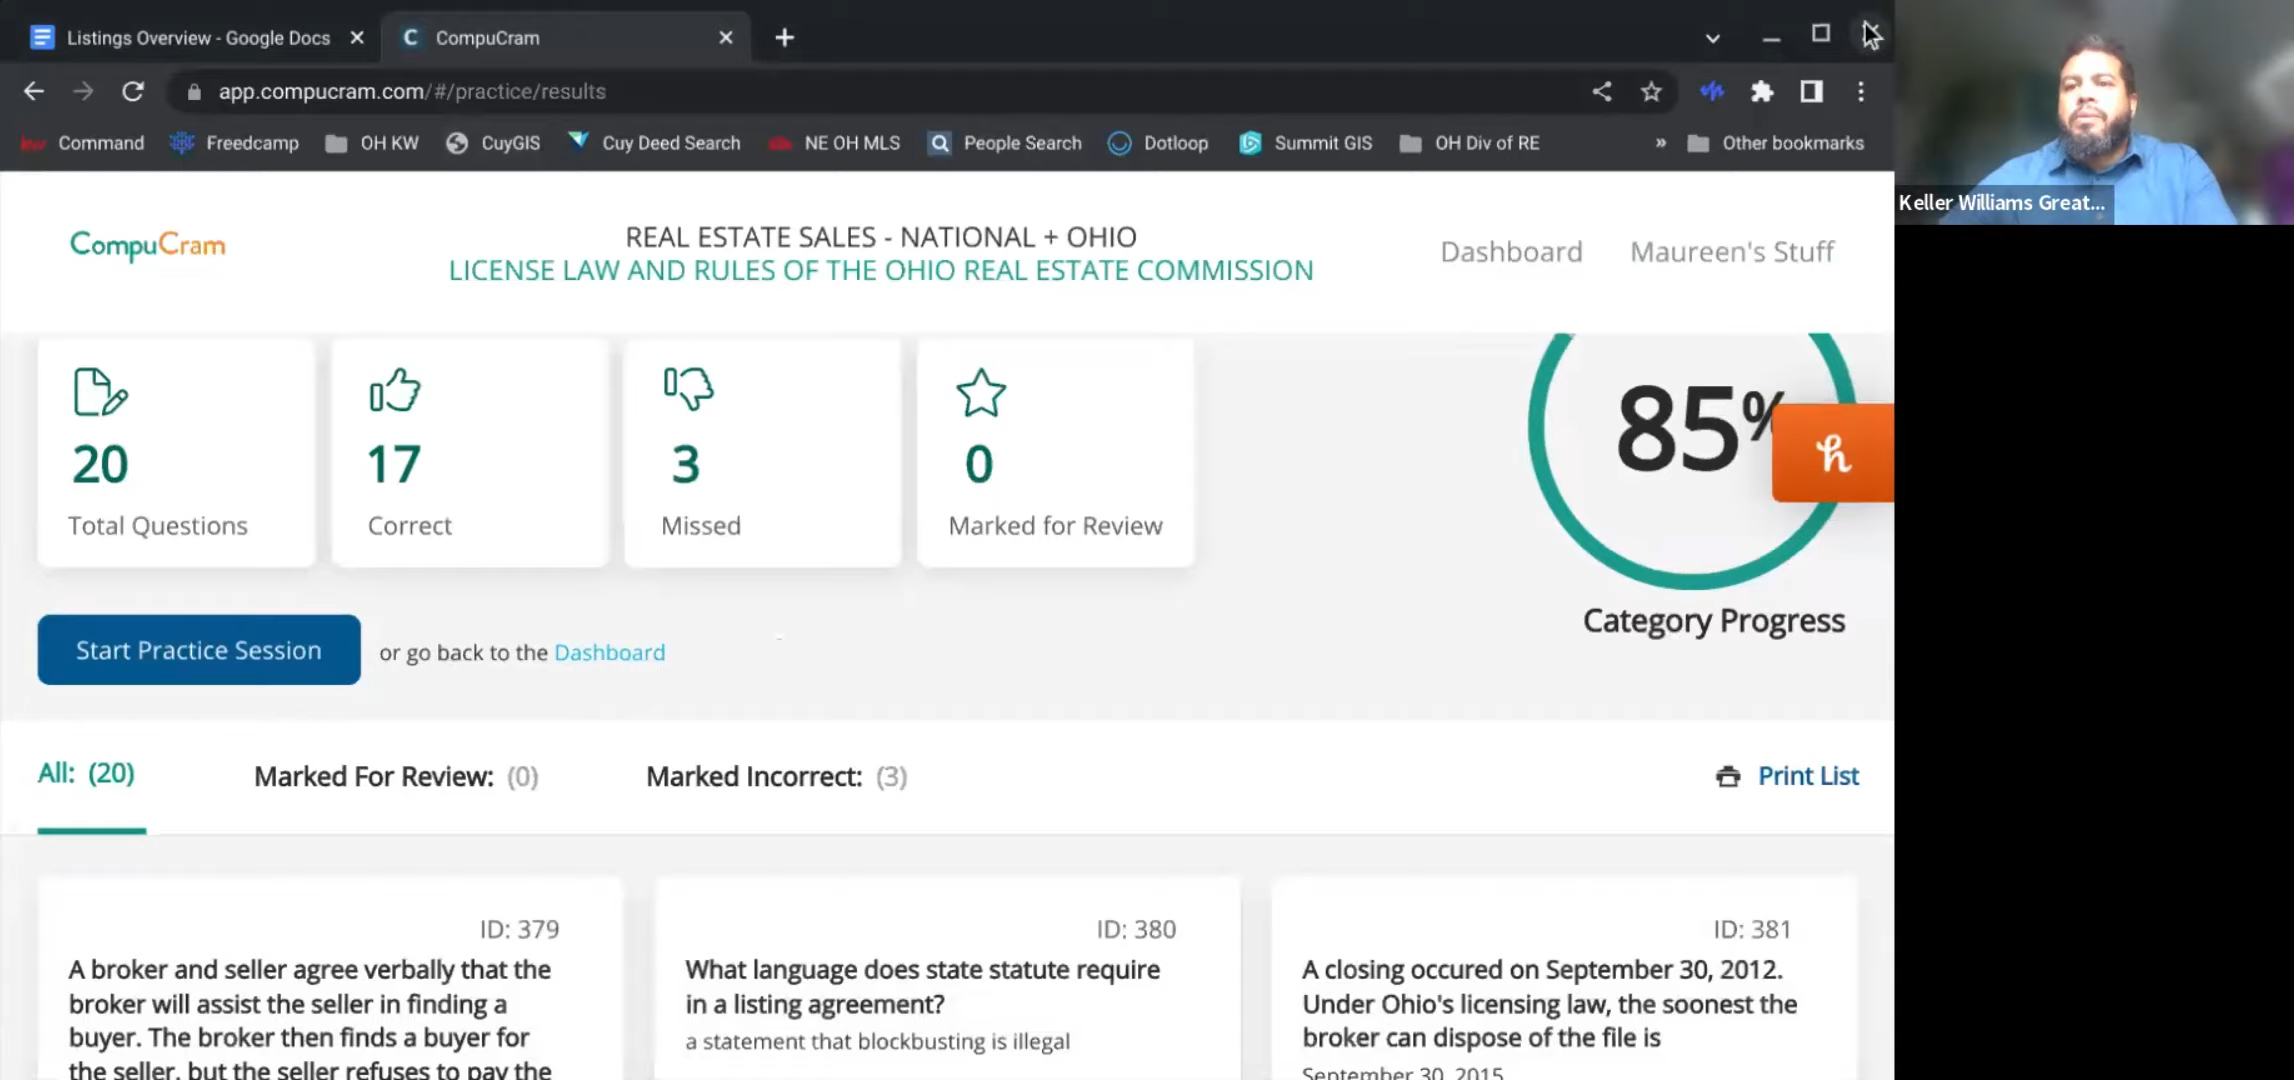 Listings Overview - Google Docs
CompuCram
app.compucram.com/#/practice/results
kw Command
Freedcamp
OH KW
CuyGIS
Cuy Deed Search
NE OH MLS
People Search
Dotloop
Summit GIS
OH Div of RE
»
Other bookmarks
Keller Williams Great...
CompuCram
REAL ESTATE SALES - NATIONAL + OHIO
LICENSE LAW AND RULES OF THE OHIO REAL ESTATE COMMISSION
Dashboard
Maureen's Stuff
20
Total Questions
17
Correct
3
Missed
0
Marked for Review
85%
h
Category Progress
Start Practice Session
or go back to the Dashboard
All: (20)
Marked For Review: (0)
Marked Incorrect: (3)
Print List
ID: 379
A broker and seller agree verbally that the
broker will assist the seller in finding a
buyer. The broker then finds a buyer for
the seller, but the seller refuses to pay the
ID: 380
What language does state statute require
in a listing agreement?
a statement that blockbusting is illegal
ID: 381
A closing occured on September 30, 2012.
Under Ohio's licensing law, the soonest the
broker can dispose of the file is
September 30, 2015